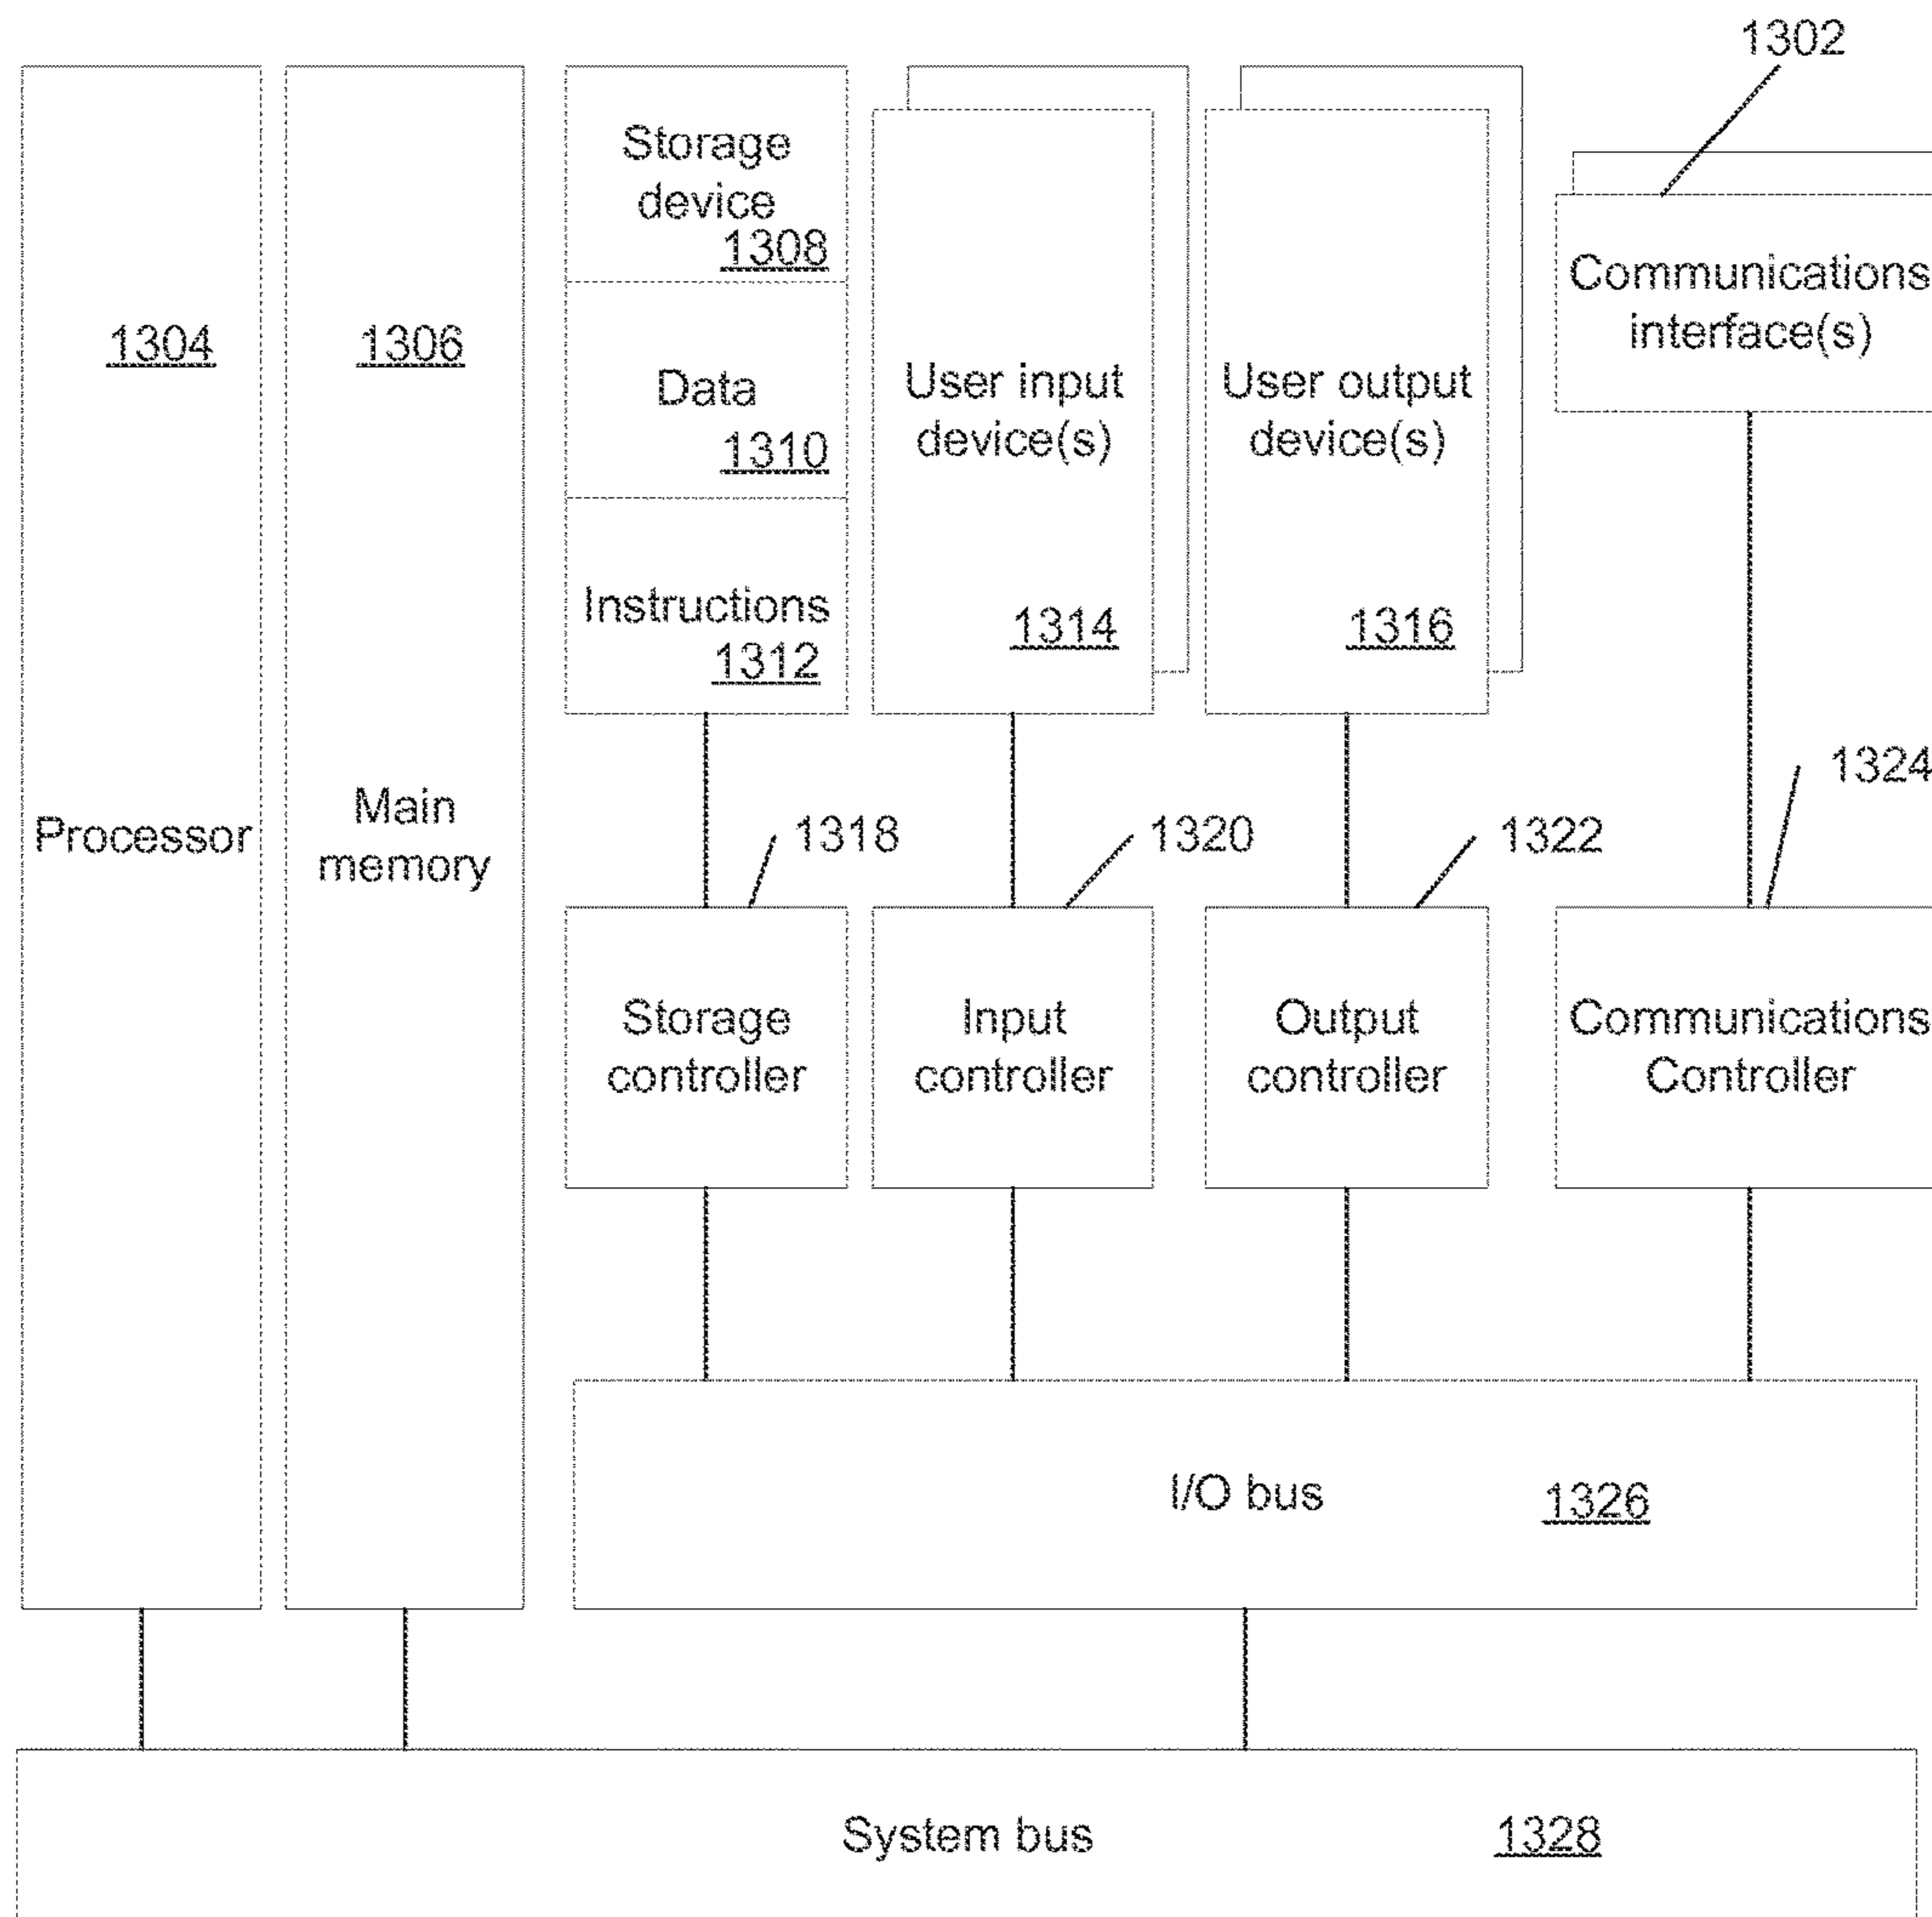 1302
Storage
device
1308
Communications
interface(s)
1304
1306
Data
1310
User input
device(s)
User output
device(s)
Instructions
1312
1314
1316
Processor
Main
memory
1318
1320
1322
1324
Storage
controller
Input
controller
Output
controller
Communications
Controller
I/O bus
1326
System bus
1328